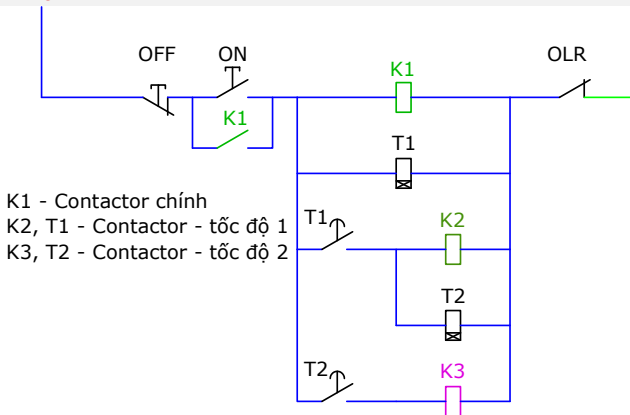 OFF ON OLR
K1
K1
T1
K1 - Contactor chính
K2, T1 - Contactor - tốc độ 1
K3, T2 - Contactor - tốc độ 2
T1 K2
T2
T2 K3